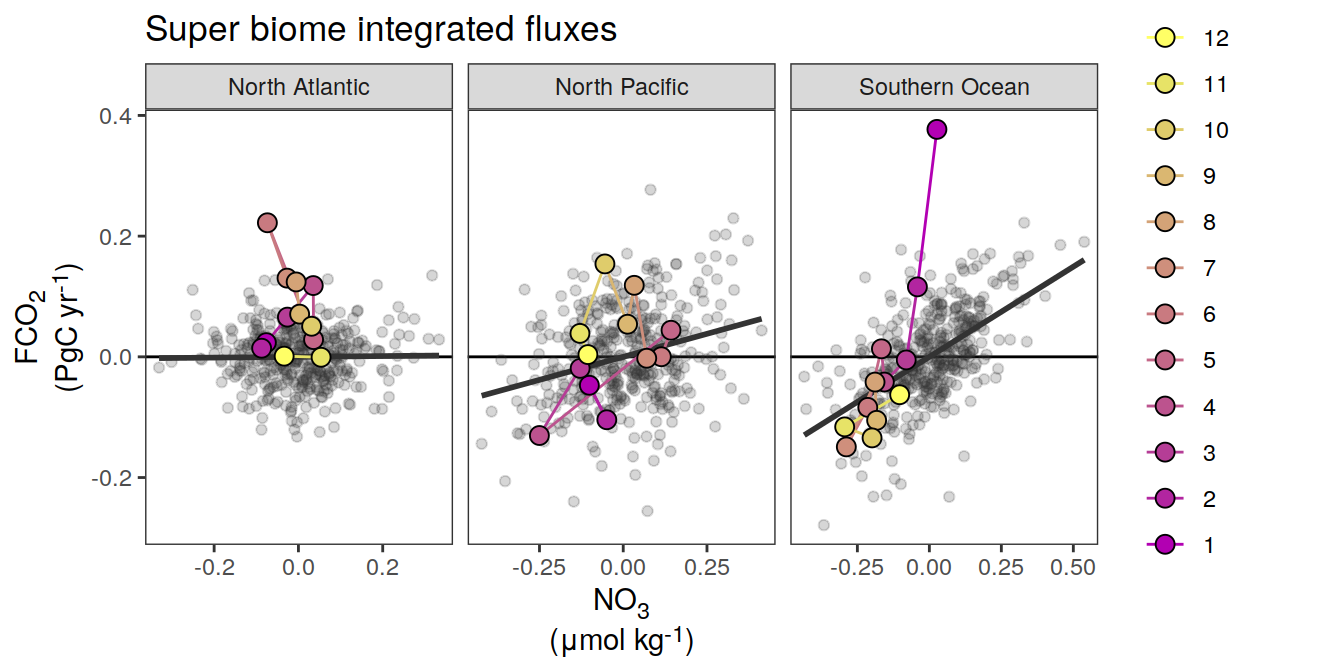 Super biome integrated fluxes
North Atlantic
North Pacific
Southern Ocean
0.4
0.2
0.0
-0.2
FCO₂
(PgC yr⁻¹)
-0.2 0.0 0.2
-0.25 0.00 0.25
-0.25 0.00 0.25 0.50
NO₃
(µmol kg⁻¹)
12
11
10
9
8
7
6
5
4
3
2
1